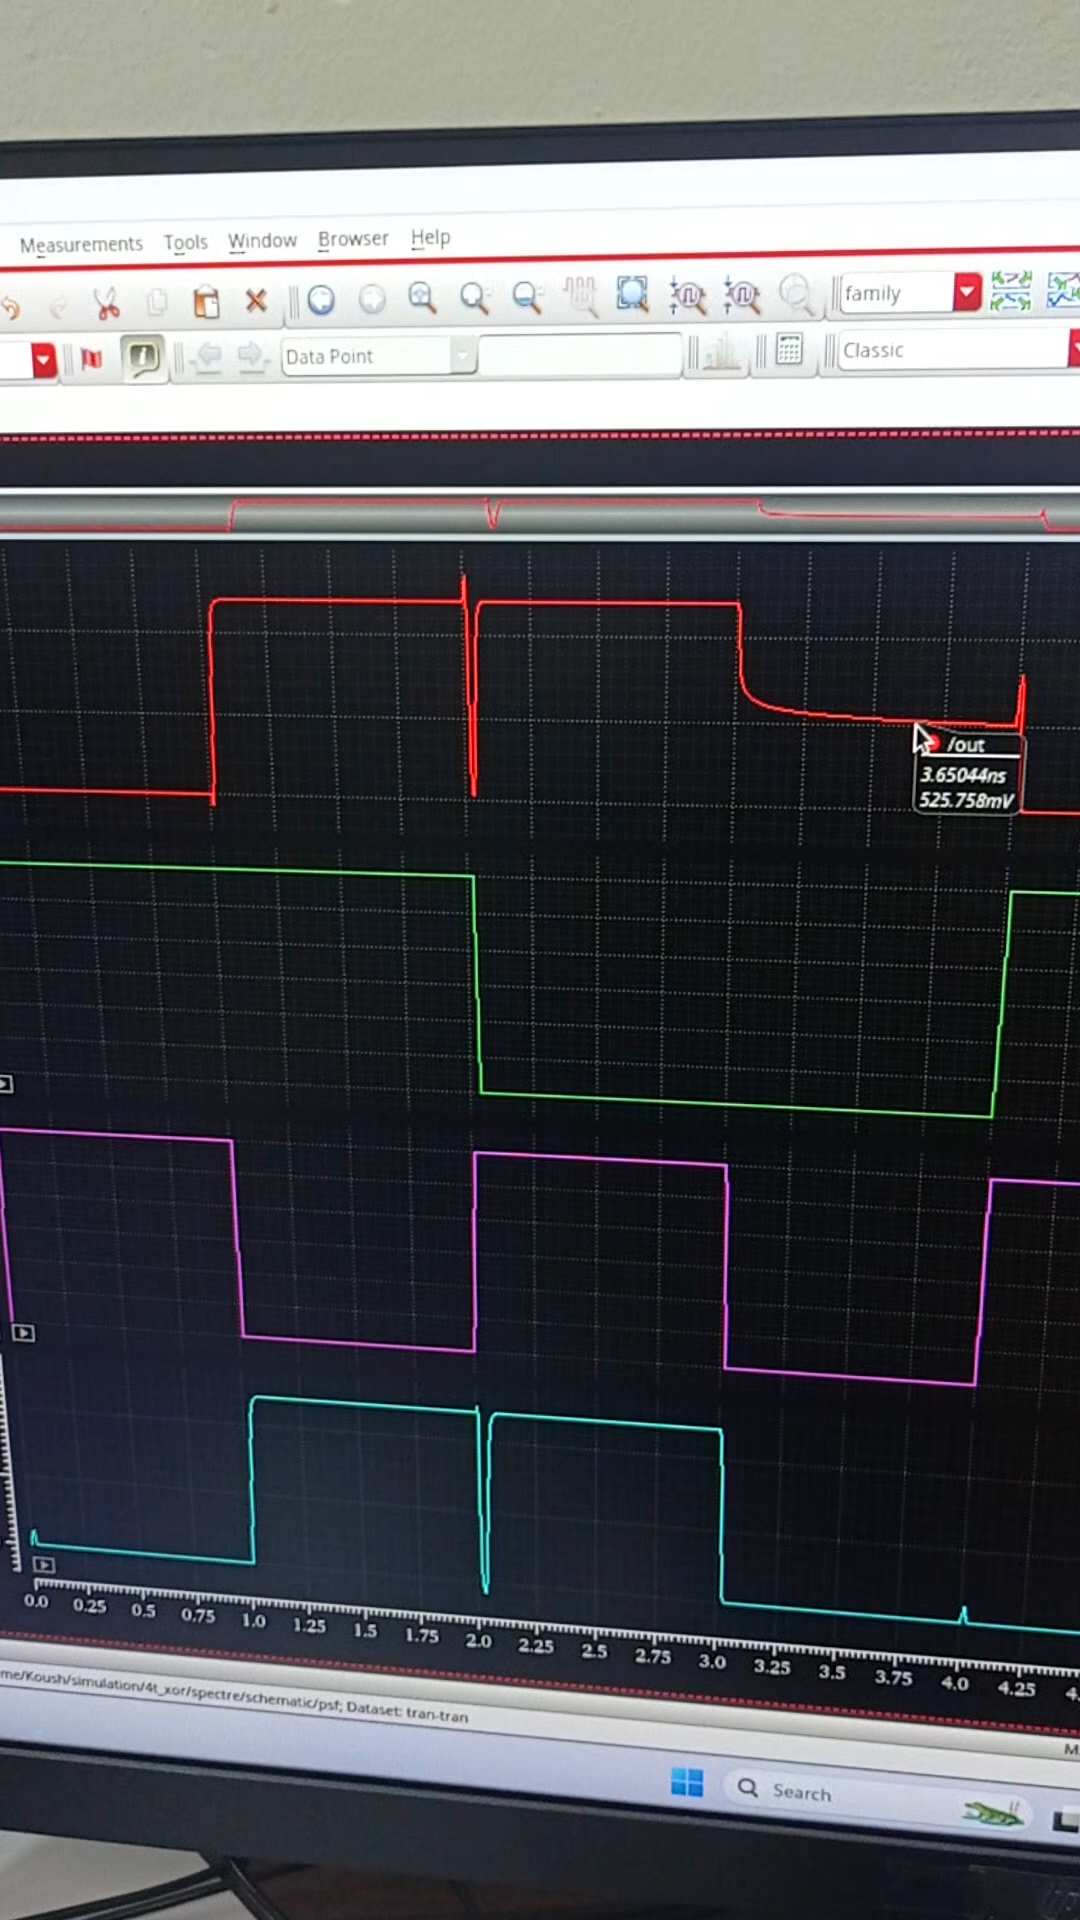 Measurements Tools Window Browser Help
family
Data Point
Classic
/out
3.65044ns
525.758mV
0.0 0.25 0.5 0.75 1.0 1.25 1.5 1.75 2.0 2.25 2.5 2.75 3.0 3.25 3.5 3.75 4.0 4.25
me/Koush/simulation/4t_xor/spectre/schematic/psf; Dataset: tran-tran
Search